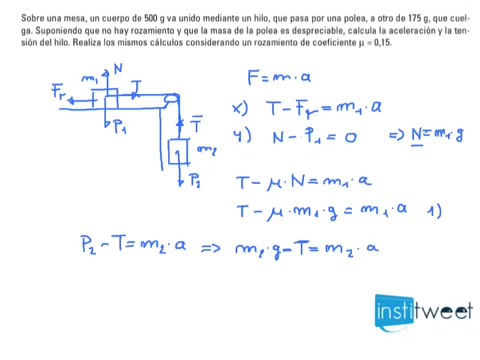 Sobre una mesa, un cuerpo de 500 g va unido mediante un hilo, que pasa por una polea, a otro de 175 g, que cuel-
ga. Suponiendo que no hay rozamiento y que la masa de la polea es despreciable, calcula la aceleración y la ten-
sión del hilo. Realiza los mismos cálculos considerando un rozamiento de coeficiente μ = 0,15.
m₁ N
Fr T
P₁
T
m₂
P₂
F = m · a
x) T - Fr = m₁ · a
y) N - P₁ = 0 => N = m₁ · g
T - μ · N = m₁ · a
T - μ · m₁ · g = m₁ · a 1)
P₂ - T = m₂ · a => m₂ · g - T = m₂ · a
institweet